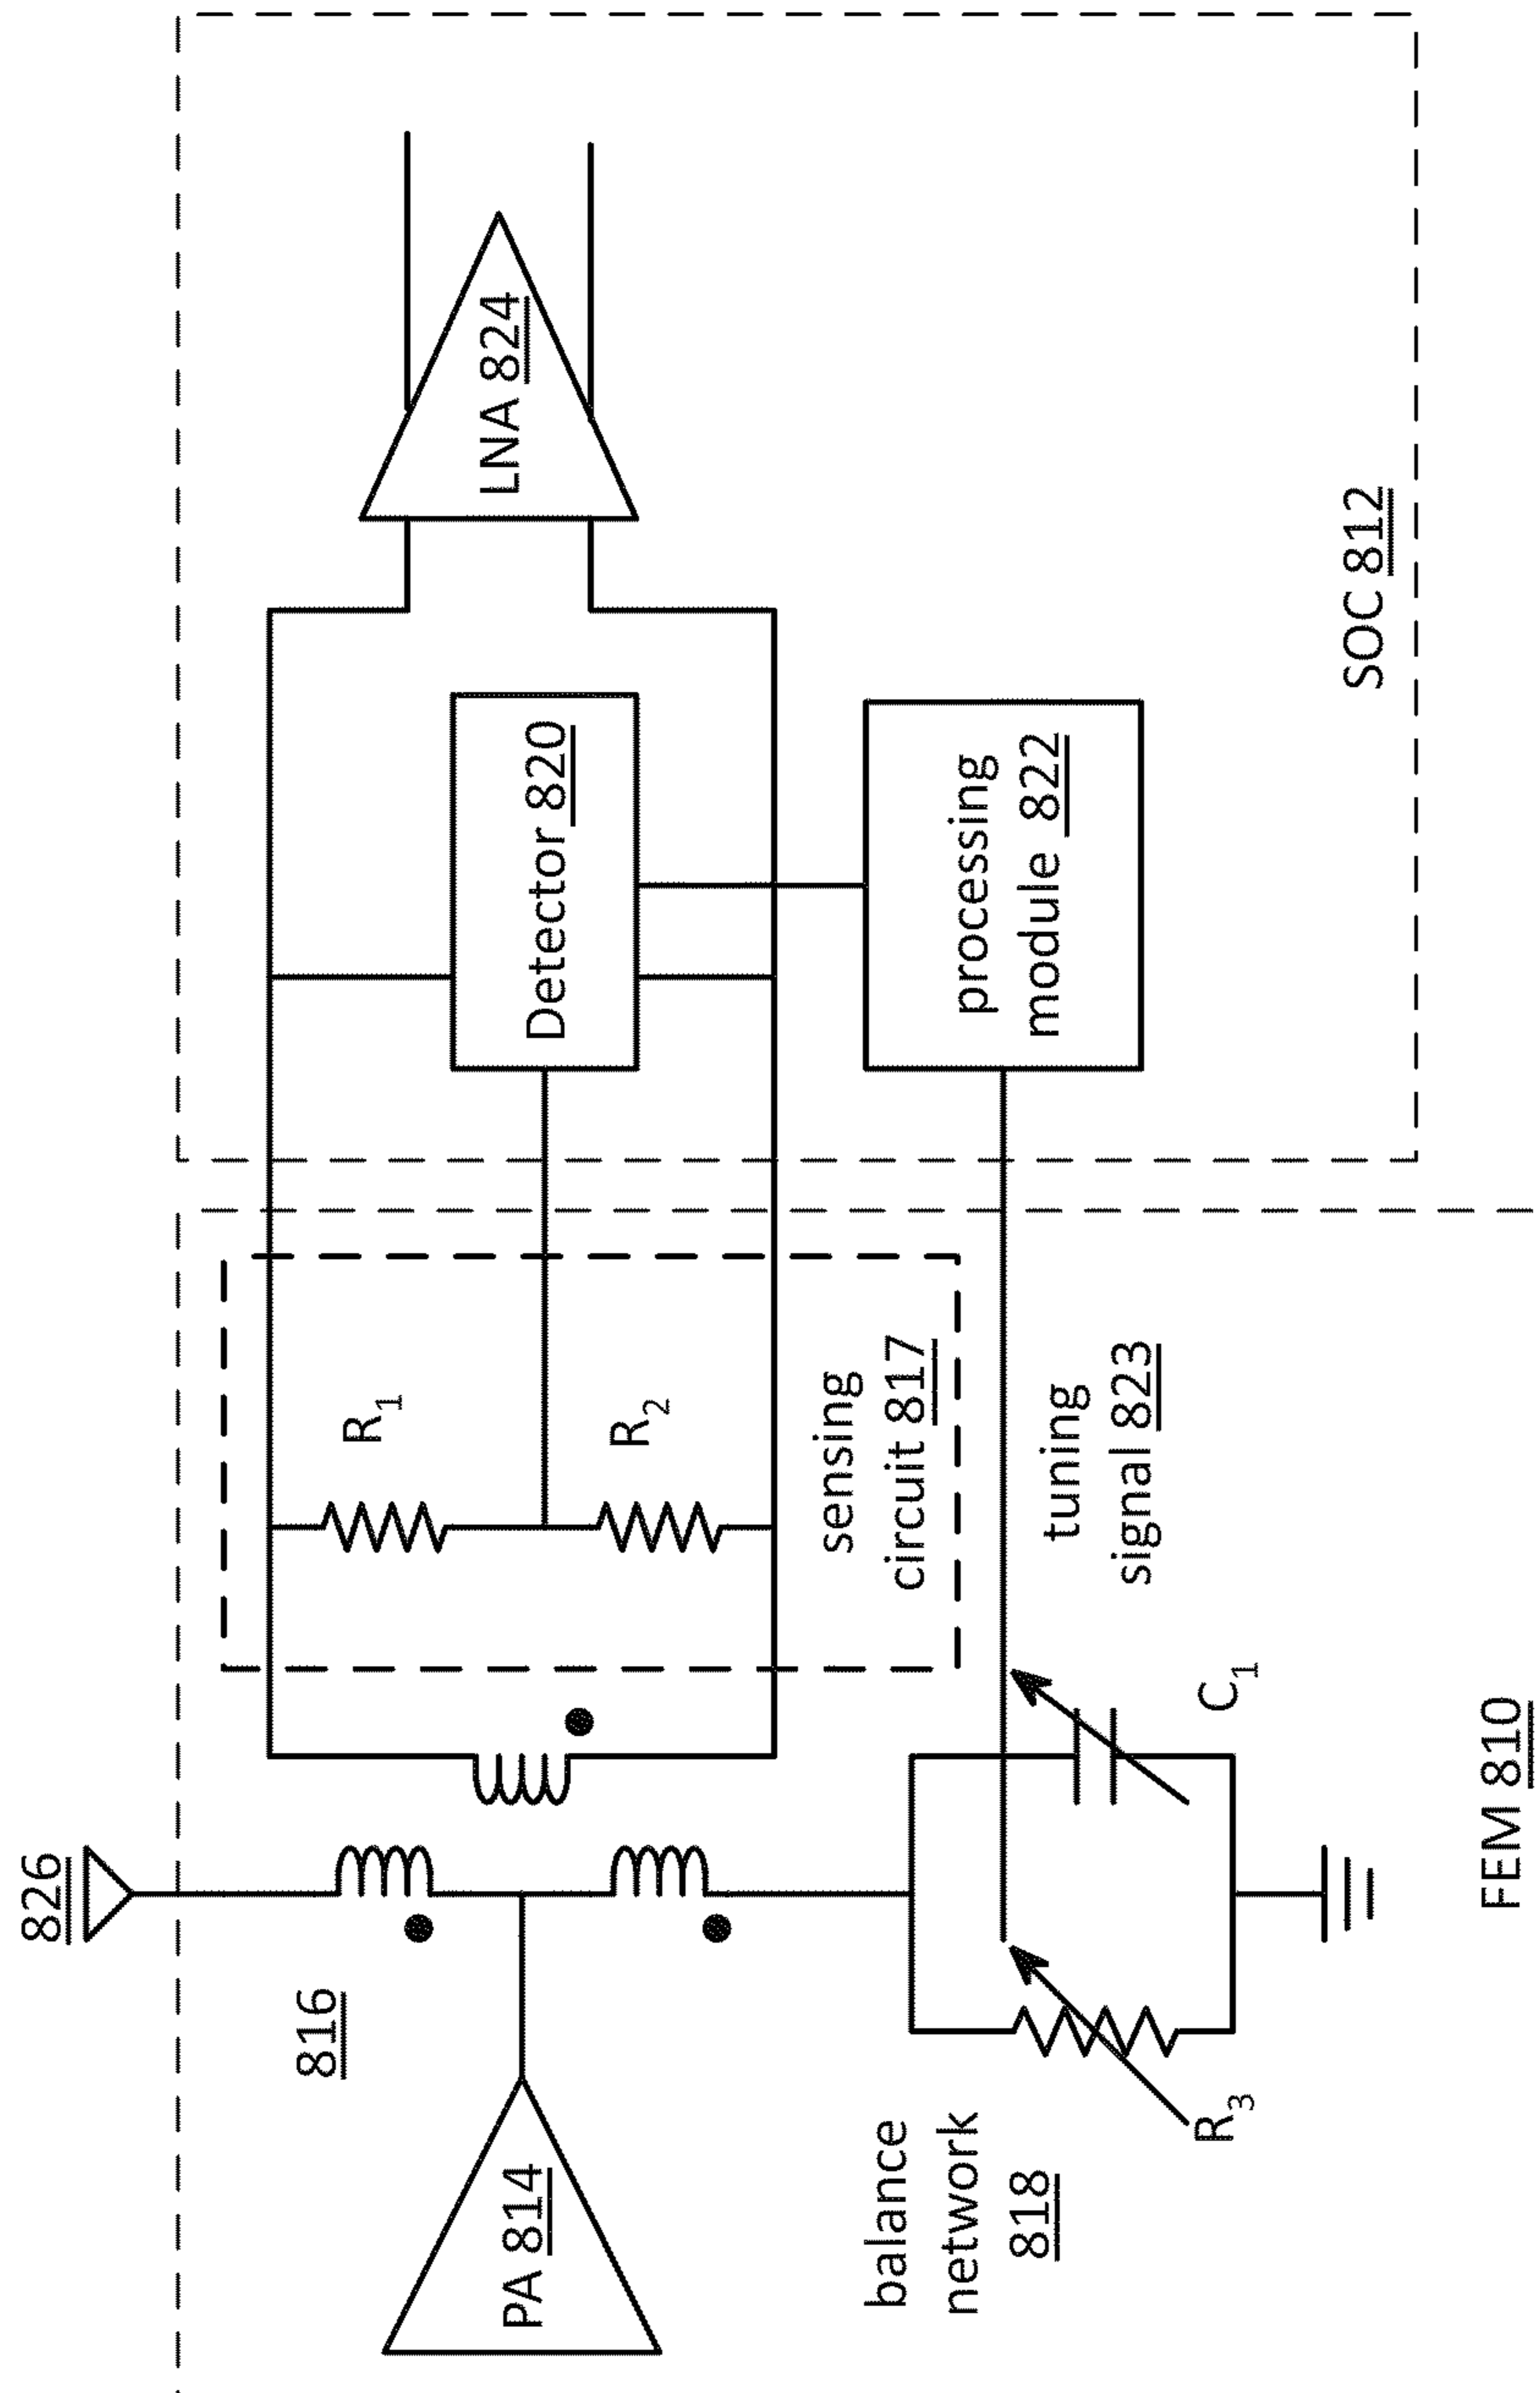 826
816
PA 814
balance
network
818
R3
C1
FEM 810
R1
R2
sensing
circuit 817
tuning
signal 823
Detector 820
processing
module 822
LNA 824
SOC 812